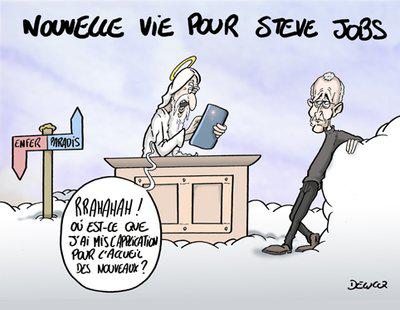 NOUVELLE VIE POUR STEVE JOBS
ENFER PARADIS
RRAHAHAH !
OÙ EST-CE QUE
J'AI MIS L'APPLICATION
POUR L'ACCUEIL
DES NOUVEAUX ?